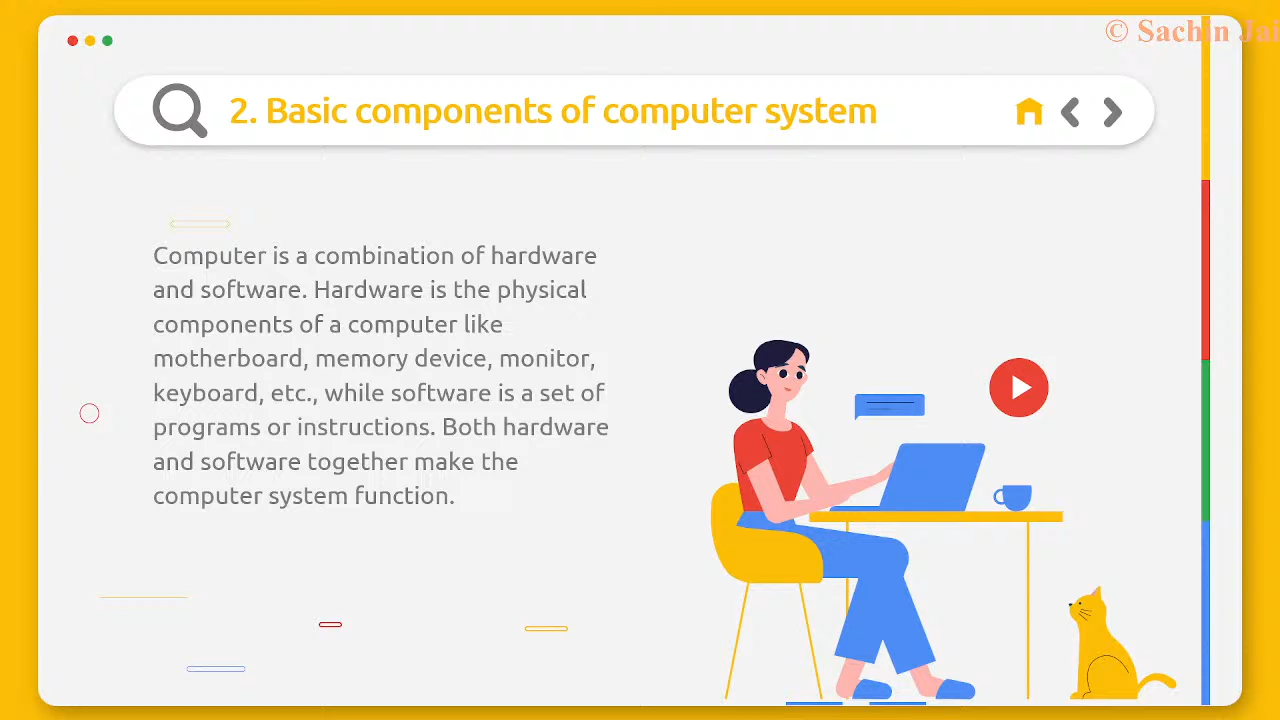 © Sachin Jai
2. Basic components of computer system
Computer is a combination of hardware
and software. Hardware is the physical
components of a computer like
motherboard, memory device, monitor,
keyboard, etc., while software is a set of
programs or instructions. Both hardware
and software together make the
computer system function.